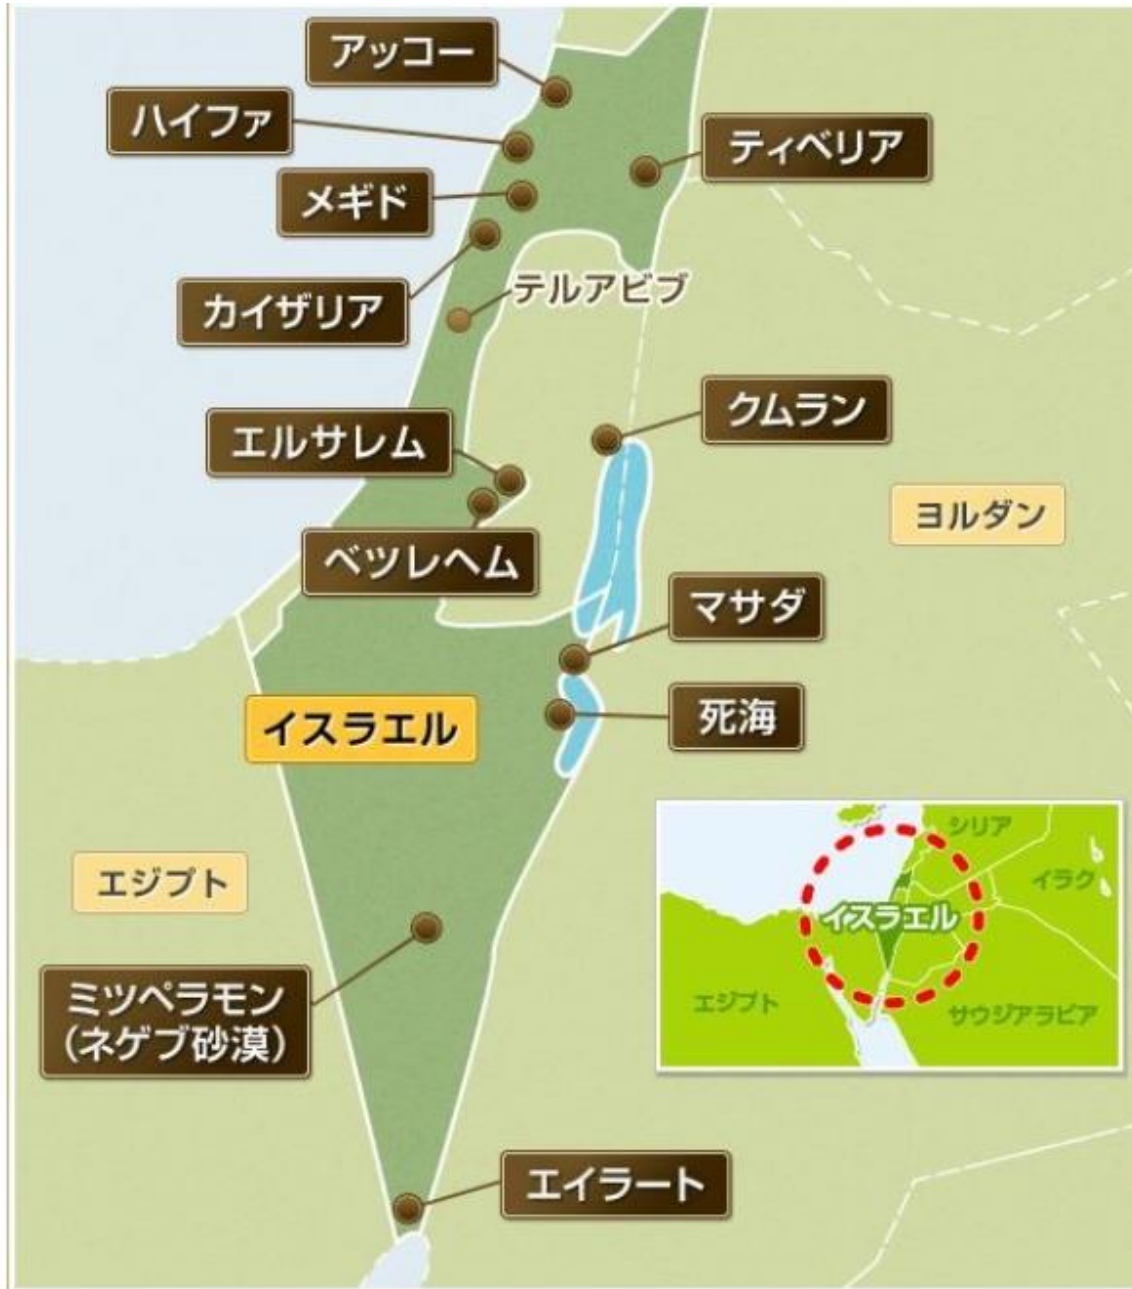 アッコー
ハイファ
ティベリア
メギド
カイザリア
テルアビブ
クムラン
エルサレム
ヨルダン
ベツレヘム
マサダ
イスラエル
死海
シリア
イラク
エジプト
イスラエル
ミツペラモン
(ネゲブ砂漠)
エジプト
サウジアラビア
エイラート